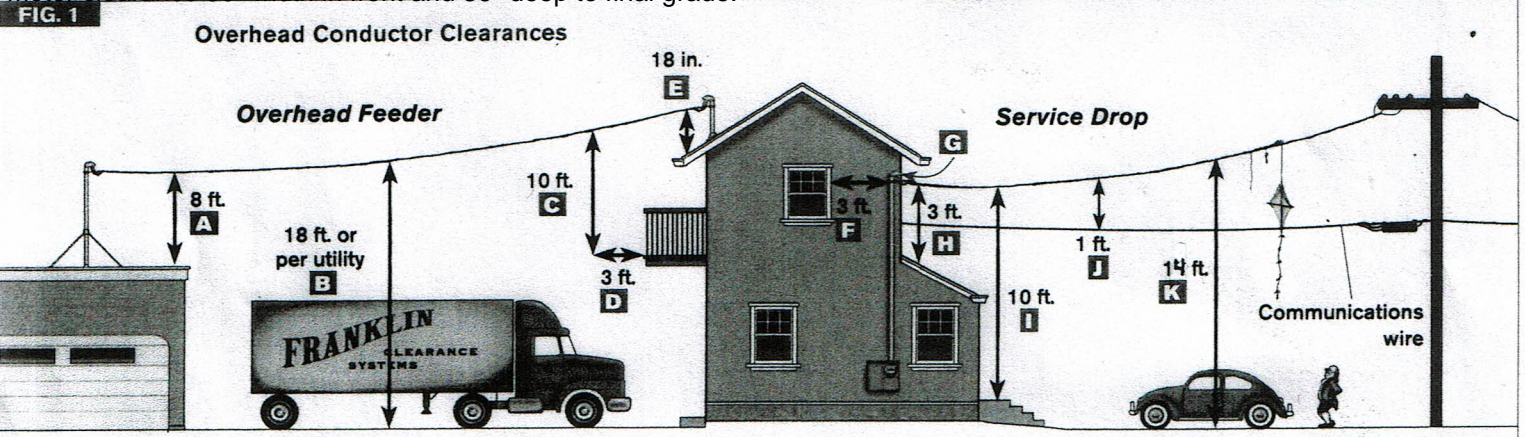 FIG. 1
Overhead Conductor Clearances
18 in.
E
Overhead Feeder
Service Drop
G
8 ft.
A
10 ft.
C
3 ft.
F
3 ft.
H
18 ft. or
per utility
B
1 ft.
J
14 ft.
K
3 ft.
D
10 ft.
I
Communications
wire
FRANKLIN
CLEARANCE
SYSTEMS